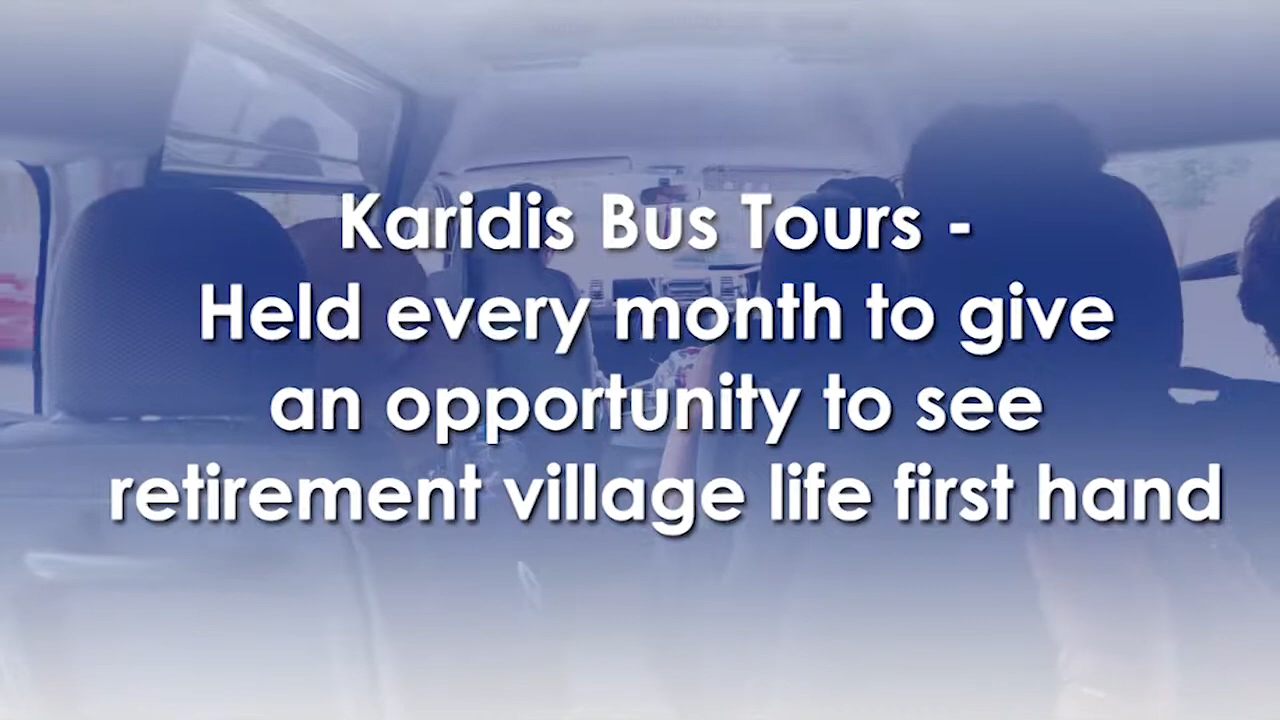 Karidis Bus Tours -
Held every month to give
an opportunity to see
retirement village life first hand